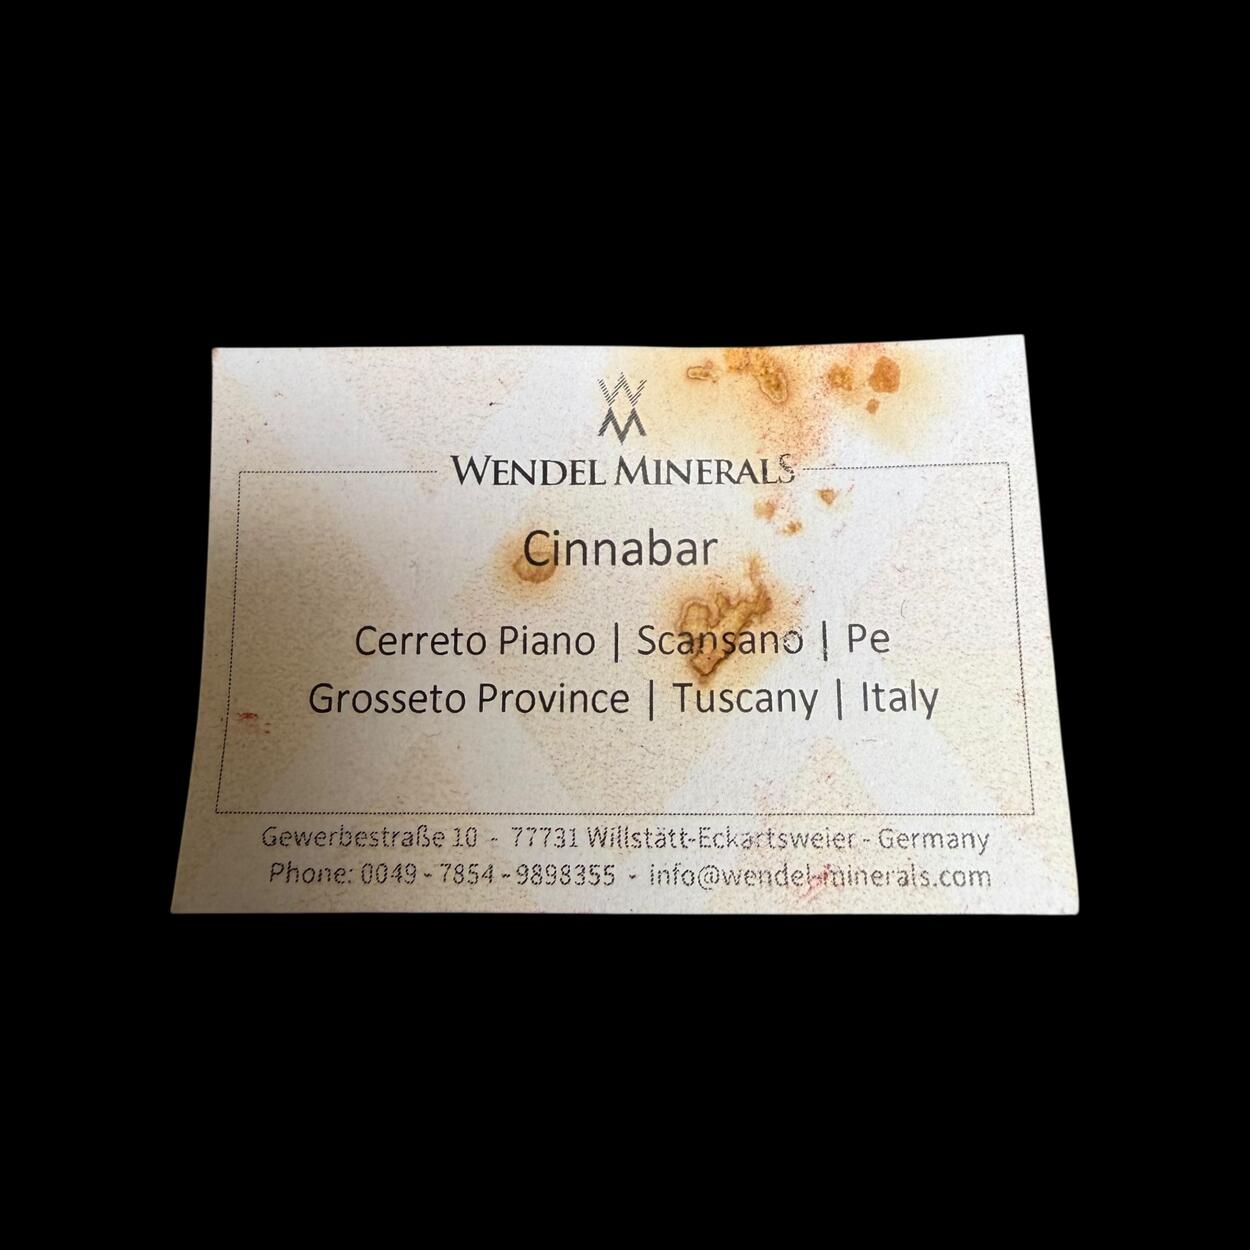 WM
WENDEL MINERALS
Cinnabar
Cerreto Piano | Scansano | Pe
Grosseto Province | Tuscany | Italy
Gewerbestraße 10 - 77731 Willstätt-Eckartsweier - Germany
Phone: 0049 - 7854 - 9898355 - info@wendel-minerals.com